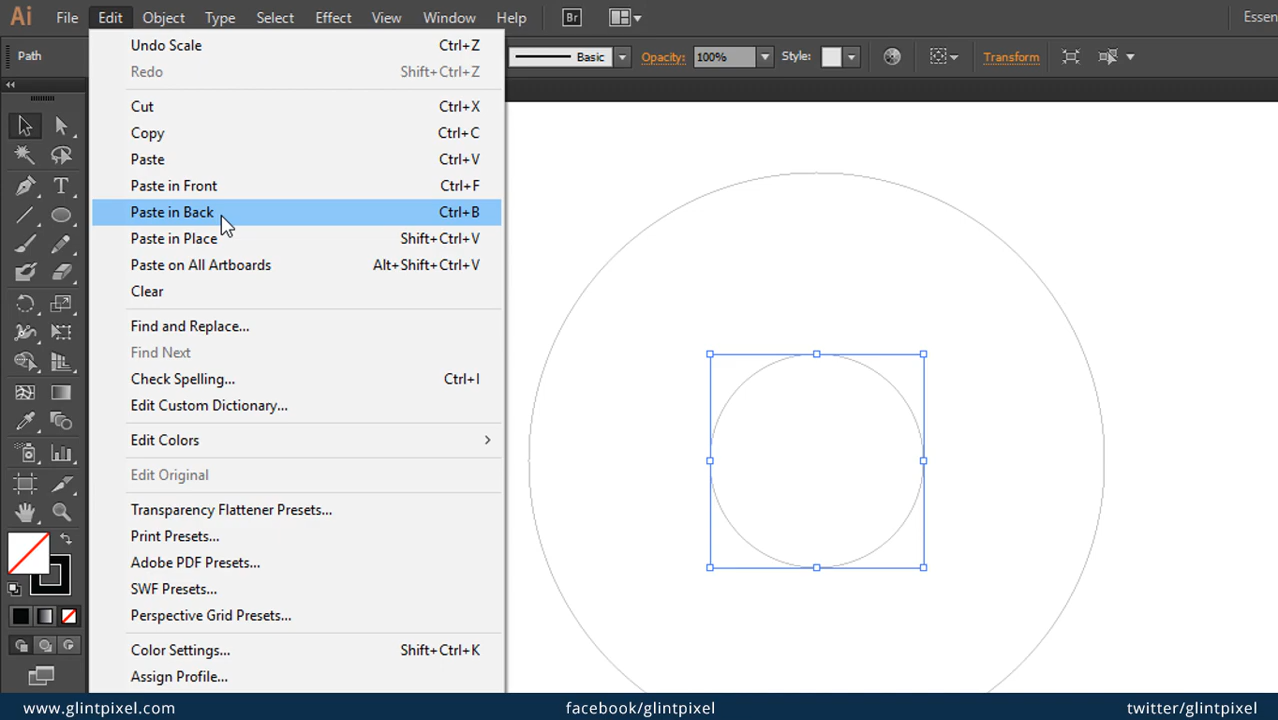 Ai File Edit Object Type Select Effect View Window Help Br Essen
Path
Basic Opacity: 100% Style: Transform
Undo Scale Ctrl+Z
Redo Shift+Ctrl+Z
Cut Ctrl+X
Copy Ctrl+C
Paste Ctrl+V
Paste in Front Ctrl+F
Paste in Back Ctrl+B
Paste in Place Shift+Ctrl+V
Paste on All Artboards Alt+Shift+Ctrl+V
Clear
Find and Replace...
Find Next
Check Spelling... Ctrl+I
Edit Custom Dictionary...
Edit Colors
Edit Original
Transparency Flattener Presets...
Print Presets...
Adobe PDF Presets...
SWF Presets...
Perspective Grid Presets...
Color Settings... Shift+Ctrl+K
Assign Profile...
www.glintpixel.com facebook/glintpixel twitter/glintpixel